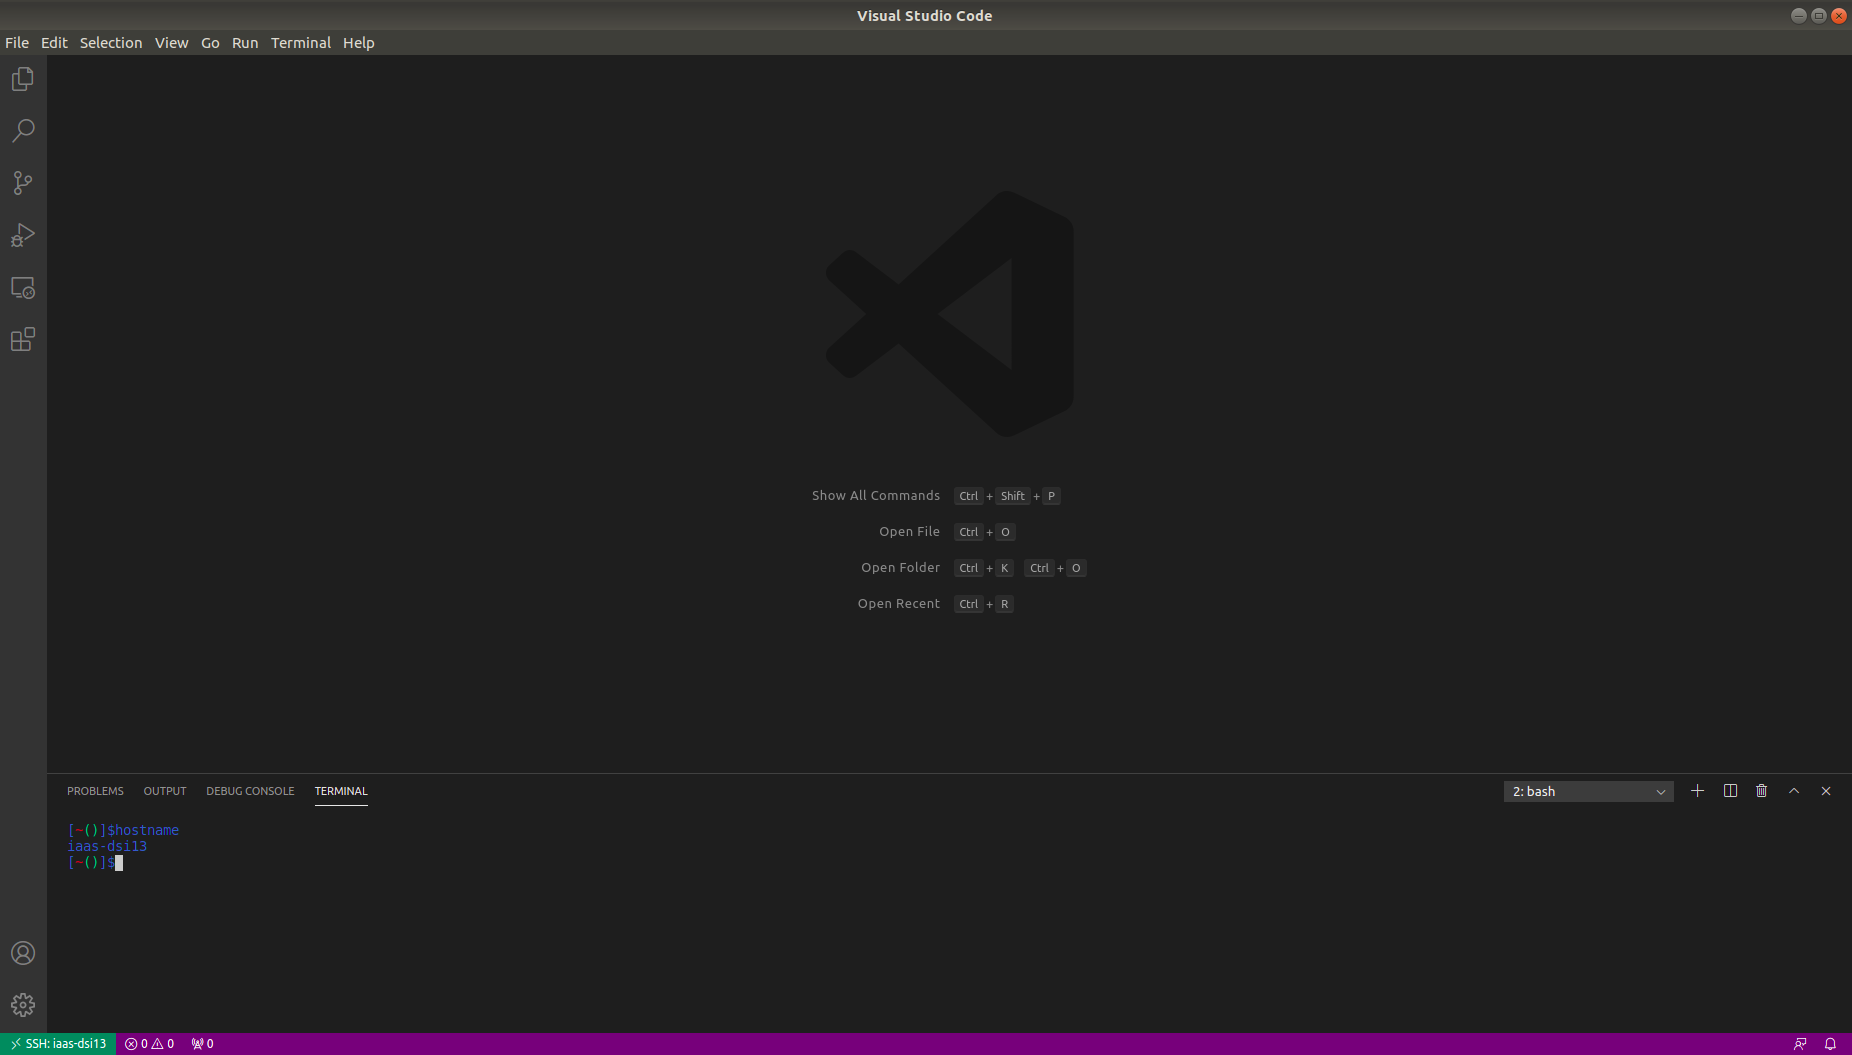 Visual Studio Code
File Edit Selection View Go Run Terminal Help
Show All Commands Ctrl + Shift + P
Open File Ctrl + O
Open Folder Ctrl + K Ctrl + O
Open Recent Ctrl + R
PROBLEMS OUTPUT DEBUG CONSOLE TERMINAL 2: bash
[~()]$hostname
iaas-dsi13
[~()]$
SSH: iaas-dsi13 0 0 0